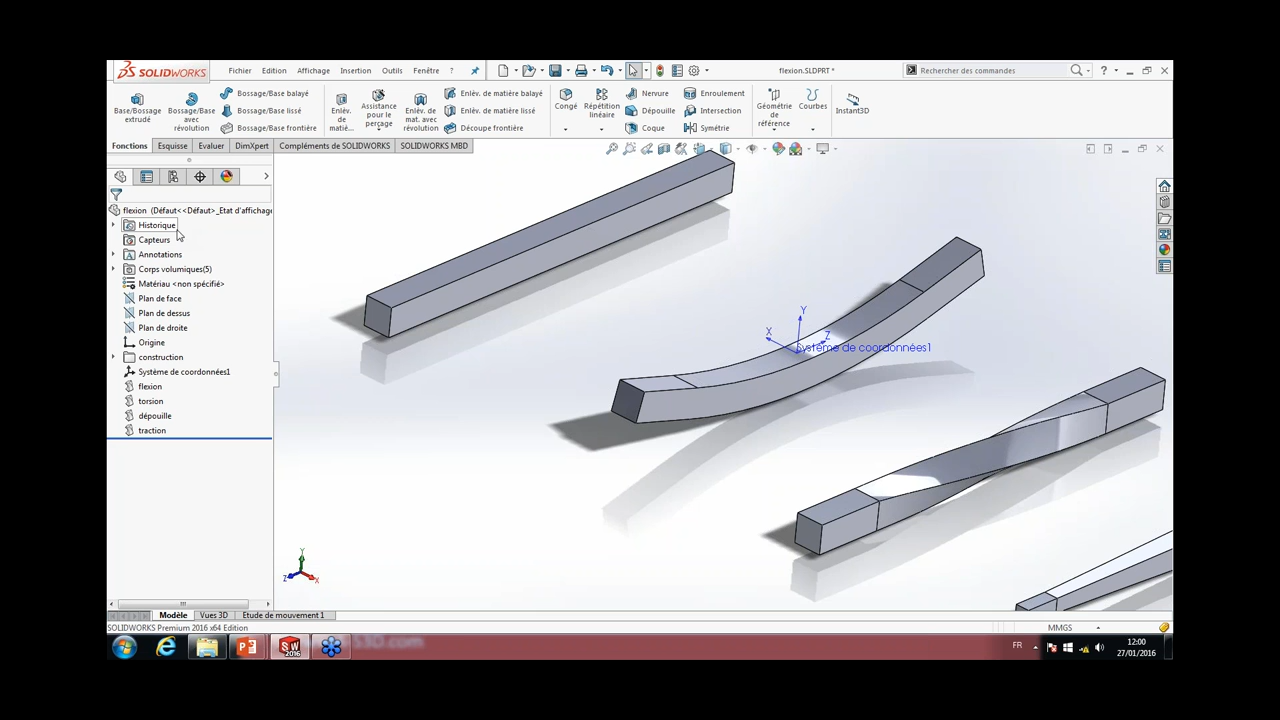 SOLIDWORKS
Fichier Edition Affichage Insertion Outils Fenêtre ? flexion.SLDPRT * Rechercher des commandes ?
Base/Bossage extrudé
Bossage/Base avec révolution
Bossage/Base balayé
Bossage/Base lissé
Bossage/Base frontière
Enlèv. de matiè...
Assistance pour le perçage
Enlèv. de mat. avec révolution
Enlèv. de matière balayé
Enlèv. de matière lissé
Découpe frontière
Congé
Répétition linéaire
Nervure
Dépouille
Coque
Enroulement
Intersection
Symétrie
Géométrie de référence
Courbes
Instant3D
Fonctions Esquisse Evaluer DimXpert Compléments de SOLIDWORKS SOLIDWORKS MBD
flexion (Défaut<<Défaut>_Etat d'affichage
Historique
Capteurs
Annotations
Corps volumiques(5)
Matériau <non spécifié>
Plan de face
Plan de dessus
Plan de droite
Origine
construction
Système de coordonnées1
flexion
torsion
dépouille
traction
Y
X
Z
Système de coordonnées1
Y
Z
X
Modèle Vues 3D Etude de mouvement 1
SOLIDWORKS Premium 2016 x64 Edition MMGS
FR 12:00
27/01/2016